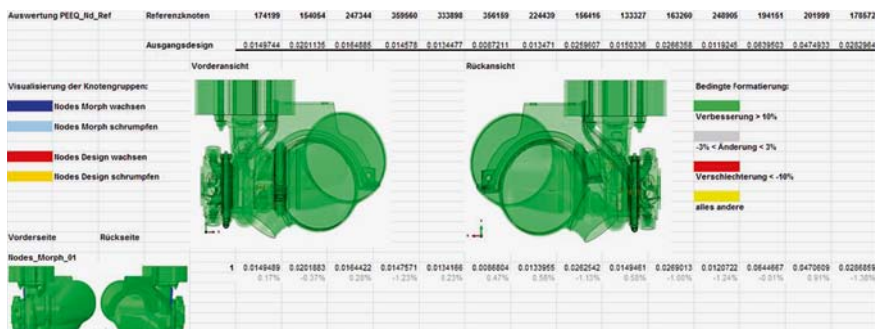 Auswertung PEEQ_Nd_Ref Referenzknoten 174199 154054 247344 359560 333898 356159 224439 156416 133327 163260 248905 194151 201999 178572
Ausgangsdesign 0.0149744 0.0201135 0.0164885 0.014578 0.0134477 0.0087211 0.013471 0.0259607 0.0150336 0.0266358 0.0119245 0.0639503 0.0474933 0.0282964
Vorderansicht Rückansicht
Visualisierung der Knotengruppen: Bedingte Formatierung:
Nodes Morph wachsen
Verbesserung > 10%
Nodes Morph schrumpfen
-3% < Änderung < 3%
Nodes Design wachsen
Verschlechterung < -10%
Nodes Design schrumpfen
alles andere
Vorderseite Rückseite
Nodes_Morph_01
1 0.0149489 0.0201883 0.0164422 0.0147571 0.0134166 0.0086804 0.0133955 0.0262542 0.0149461 0.0269013 0.0120722 0.0644667 0.0470609 0.0286859
0.17% -0.37% 0.28% -1.23% 0.23% 0.47% 0.56% -1.13% 0.58% -1.00% -1.24% -0.81% 0.91% -1.38%